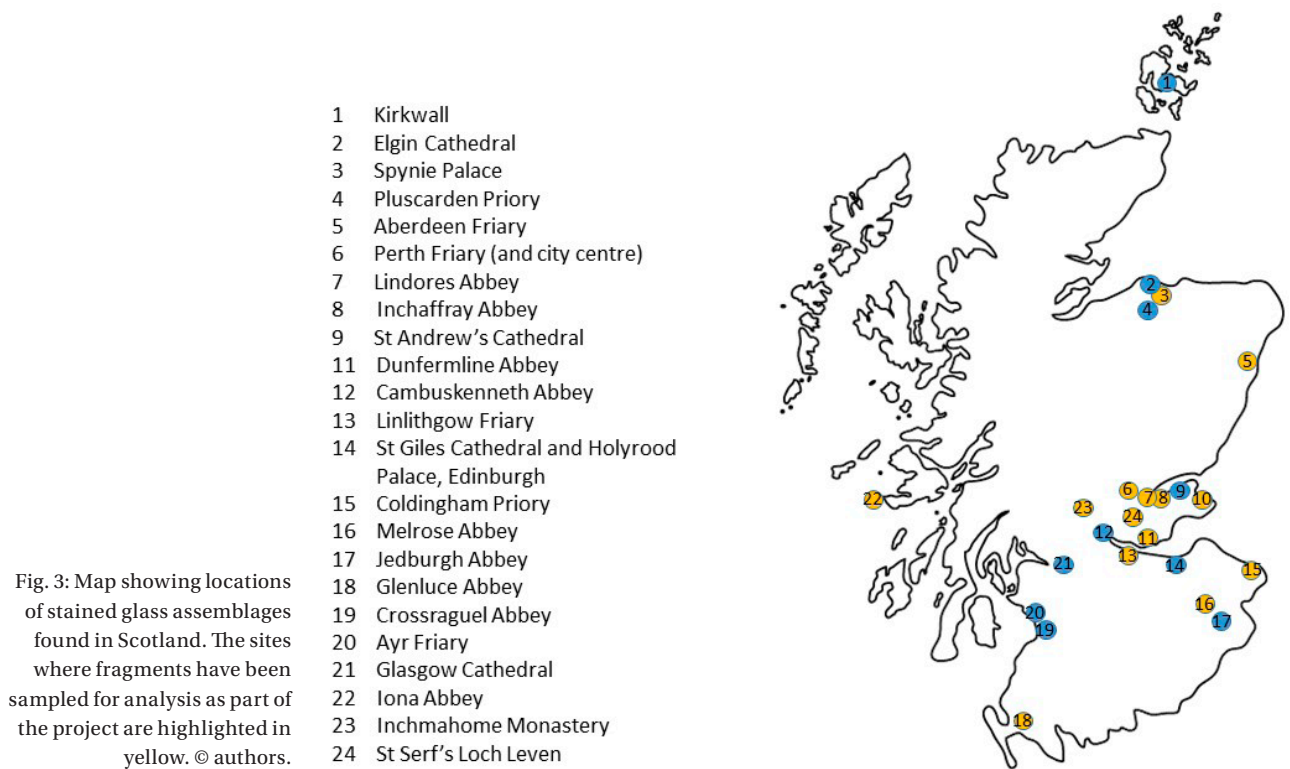 Fig. 3: Map showing locations
of stained glass assemblages
found in Scotland. The sites
where fragments have been
sampled for analysis as part of
the project are highlighted in
yellow. © authors.
1 Kirkwall
2 Elgin Cathedral
3 Spynie Palace
4 Pluscarden Priory
5 Aberdeen Friary
6 Perth Friary (and city centre)
7 Lindores Abbey
8 Inchaffray Abbey
9 St Andrew’s Cathedral
11 Dunfermline Abbey
12 Cambuskenneth Abbey
13 Linlithgow Friary
14 St Giles Cathedral and Holyrood
Palace, Edinburgh
15 Coldingham Priory
16 Melrose Abbey
17 Jedburgh Abbey
18 Glenluce Abbey
19 Crossraguel Abbey
20 Ayr Friary
21 Glasgow Cathedral
22 Iona Abbey
23 Inchmahome Monastery
24 St Serf’s Loch Leven
1
2
3
4
5
6
7
8
9
10
22
23
24
12
11
13
14
15
21
16
17
20
19
18